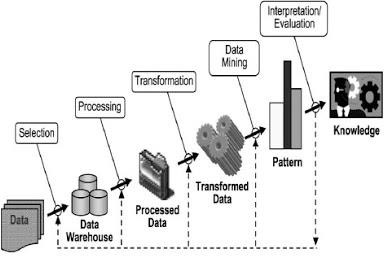 Interpretation/
Evaluation
Data
Mining
Transformation
Processing
Selection
Knowledge
Pattern
Transformed
Data
Processed
Data
Data
Warehouse
Data